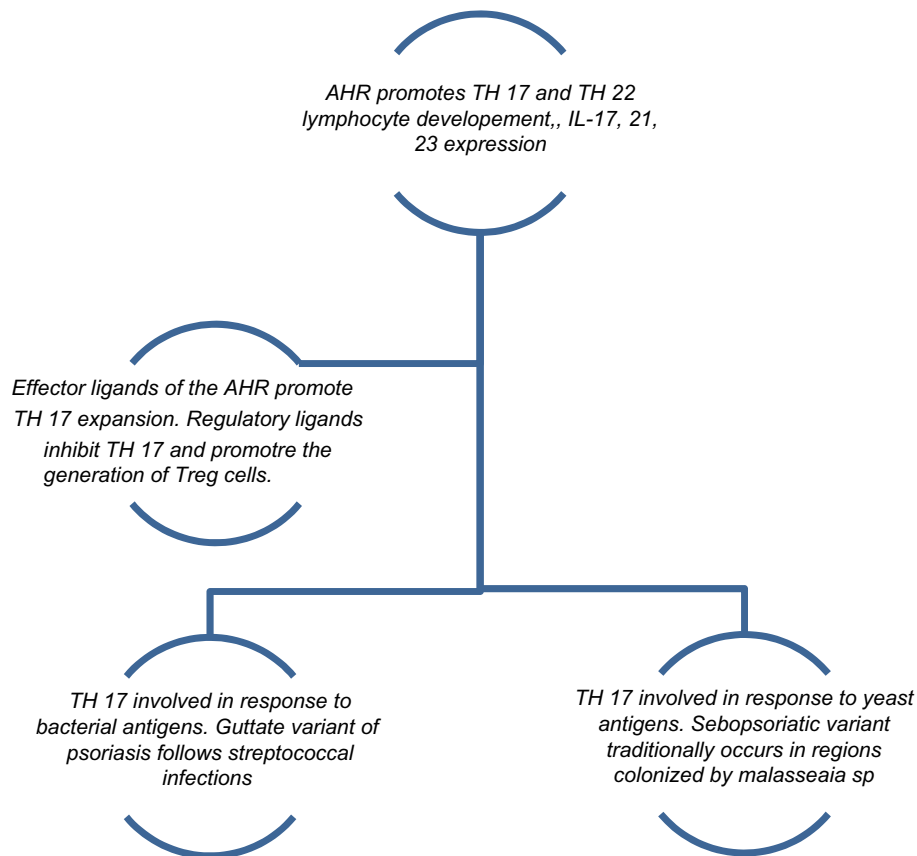 AHR promotes TH 17 and TH 22
lymphocyte developement,, IL-17, 21,
23 expression
Effector ligands of the AHR promote
TH 17 expansion. Regulatory ligands
inhibit TH 17 and promotre the
generation of Treg cells.
TH 17 involved in response to
bacterial antigens. Guttate variant of
psoriasis follows streptococcal
infections
TH 17 involved in response to yeast
antigens. Sebopsoriatic variant
traditionally occurs in regions
colonized by malasseaia sp